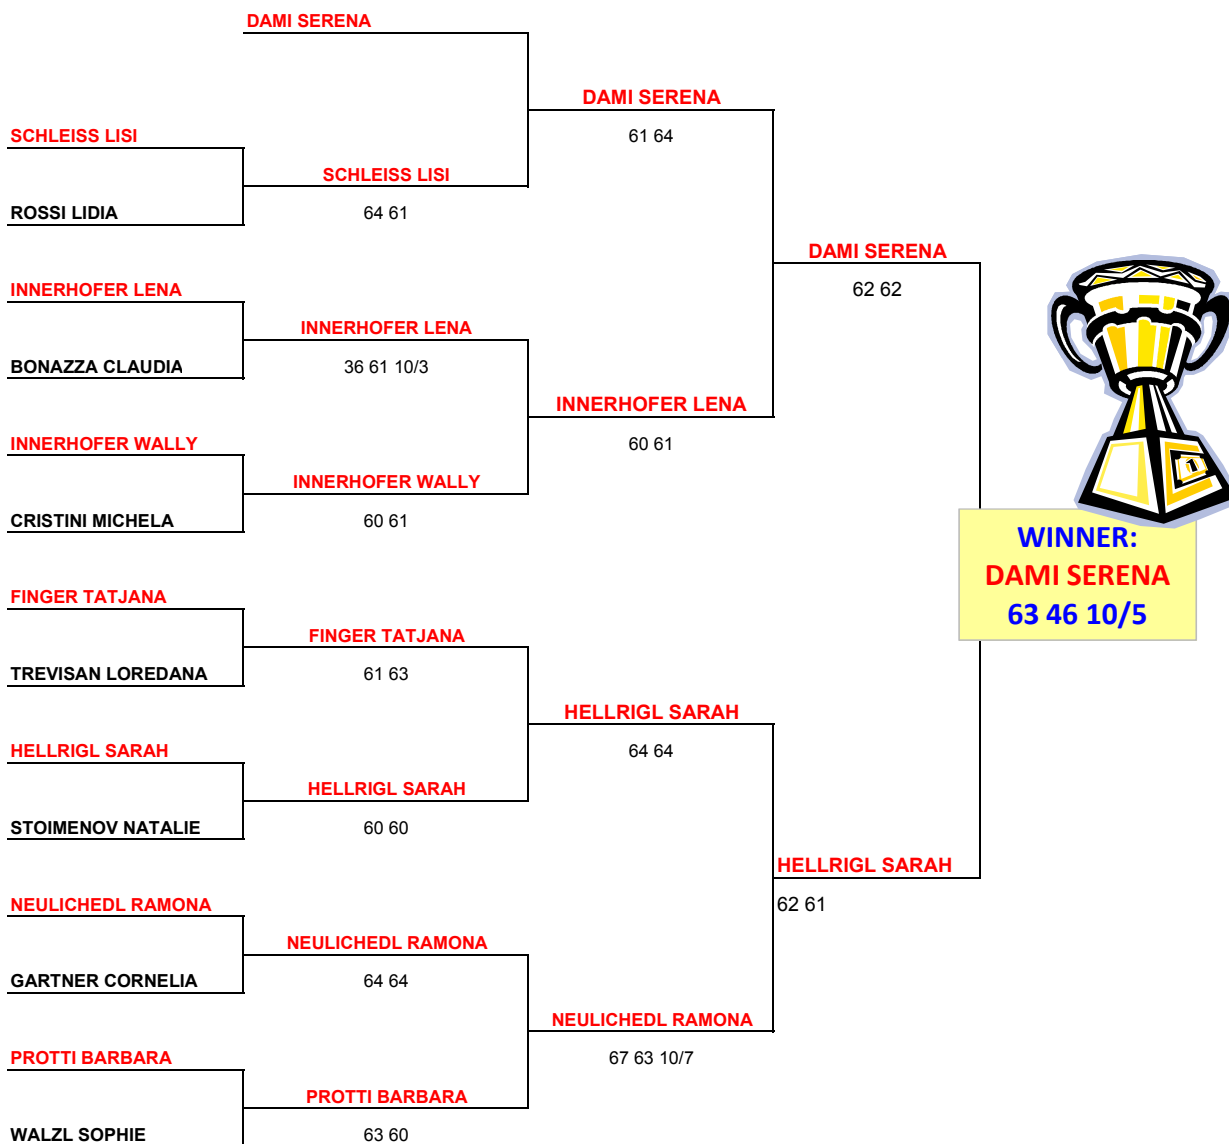 DAMI SERENA
DAMI SERENA
SCHLEISS LISI
61 64
SCHLEISS LISI
ROSSI LIDIA
64 61
DAMI SERENA
INNERHOFER LENA
62 62
INNERHOFER LENA
BONAZZA CLAUDIA
36 61 10/3
INNERHOFER LENA
INNERHOFER WALLY
60 61
INNERHOFER WALLY
CRISTINI MICHELA
60 61
1
WINNER:
DAMI SERENA
63 46 10/5
FINGER TATJANA
FINGER TATJANA
TREVISAN LOREDANA
61 63
HELLRIGL SARAH
HELLRIGL SARAH
64 64
HELLRIGL SARAH
STOIMENOV NATALIE
60 60
HELLRIGL SARAH
NEULICHEDL RAMONA
62 61
NEULICHEDL RAMONA
GARTNER CORNELIA
64 64
NEULICHEDL RAMONA
PROTTI BARBARA
67 63 10/7
PROTTI BARBARA
WALZL SOPHIE
63 60